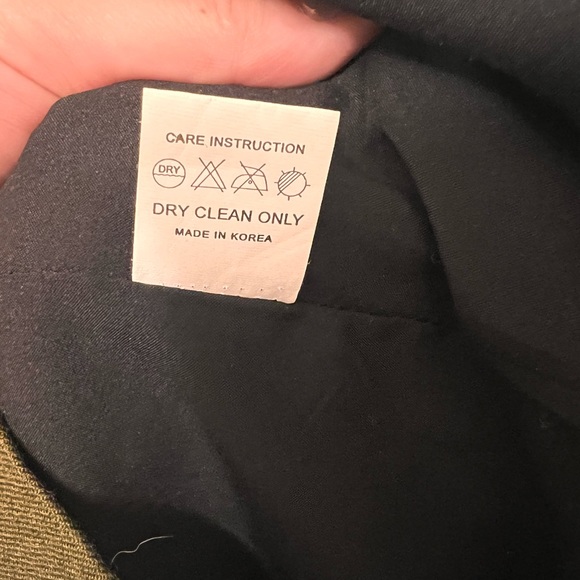 CARE INSTRUCTION
DRY
DRY CLEAN ONLY
MADE IN KOREA